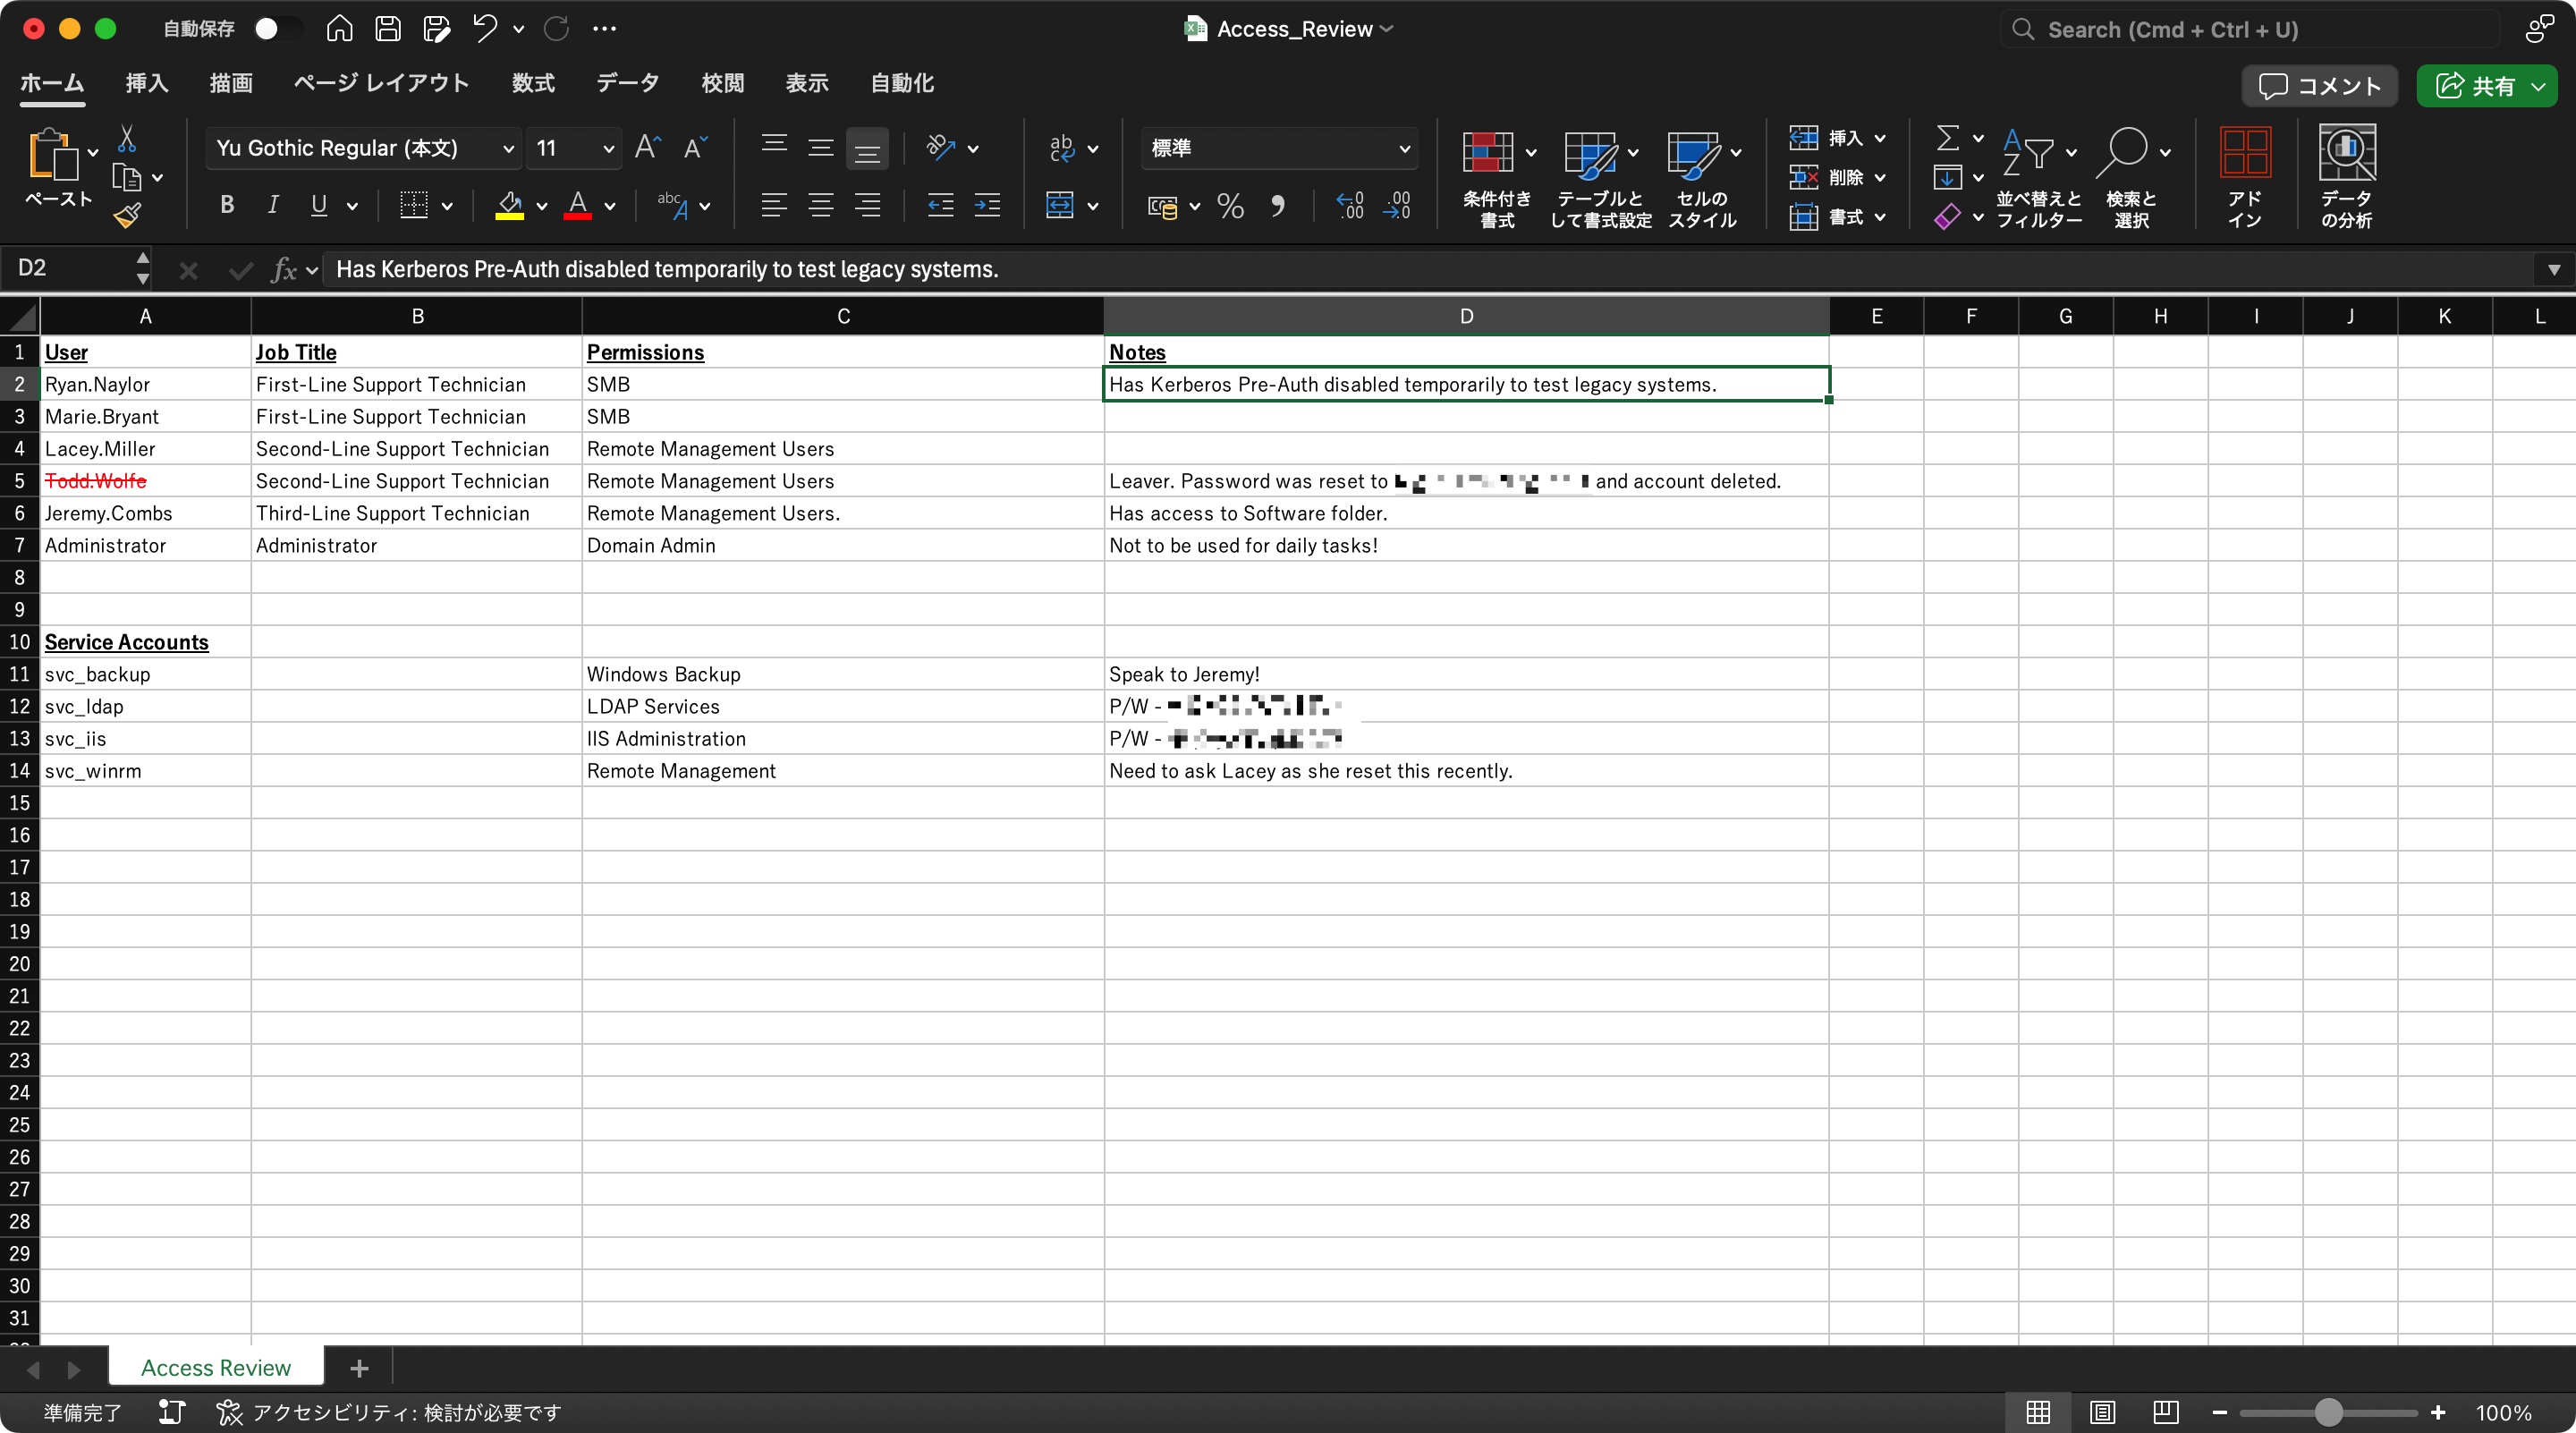 自動保存
Access_Review
Search (Cmd + Ctrl + U)
ホーム 挿入 描画 ページ レイアウト 数式 データ 校閲 表示 自動化
コメント 共有
ペースト
Yu Gothic Regular (本文) 11
B I U
標準
条件付き書式
テーブルとして書式設定
セルのスタイル
挿入
削除
書式
並べ替えとフィルター
検索と選択
アドイン
データの分析
D2 fx Has Kerberos Pre-Auth disabled temporarily to test legacy systems.
A B C D E F G H I J K L
1 User Job Title Permissions Notes
2 Ryan.Naylor First-Line Support Technician SMB Has Kerberos Pre-Auth disabled temporarily to test legacy systems.
3 Marie.Bryant First-Line Support Technician SMB
4 Lacey.Miller Second-Line Support Technician Remote Management Users
5 Todd.Wolfe Second-Line Support Technician Remote Management Users Leaver. Password was reset to and account deleted.
6 Jeremy.Combs Third-Line Support Technician Remote Management Users. Has access to Software folder.
7 Administrator Administrator Domain Admin Not to be used for daily tasks!
8
9
10 Service Accounts
11 svc_backup Windows Backup Speak to Jeremy!
12 svc_ldap LDAP Services P/W -
13 svc_iis IIS Administration P/W -
14 svc_winrm Remote Management Need to ask Lacey as she reset this recently.
15
16
17
18
19
20
21
22
23
24
25
26
27
28
29
30
31
Access Review
準備完了 アクセシビリティ: 検討が必要です 100%